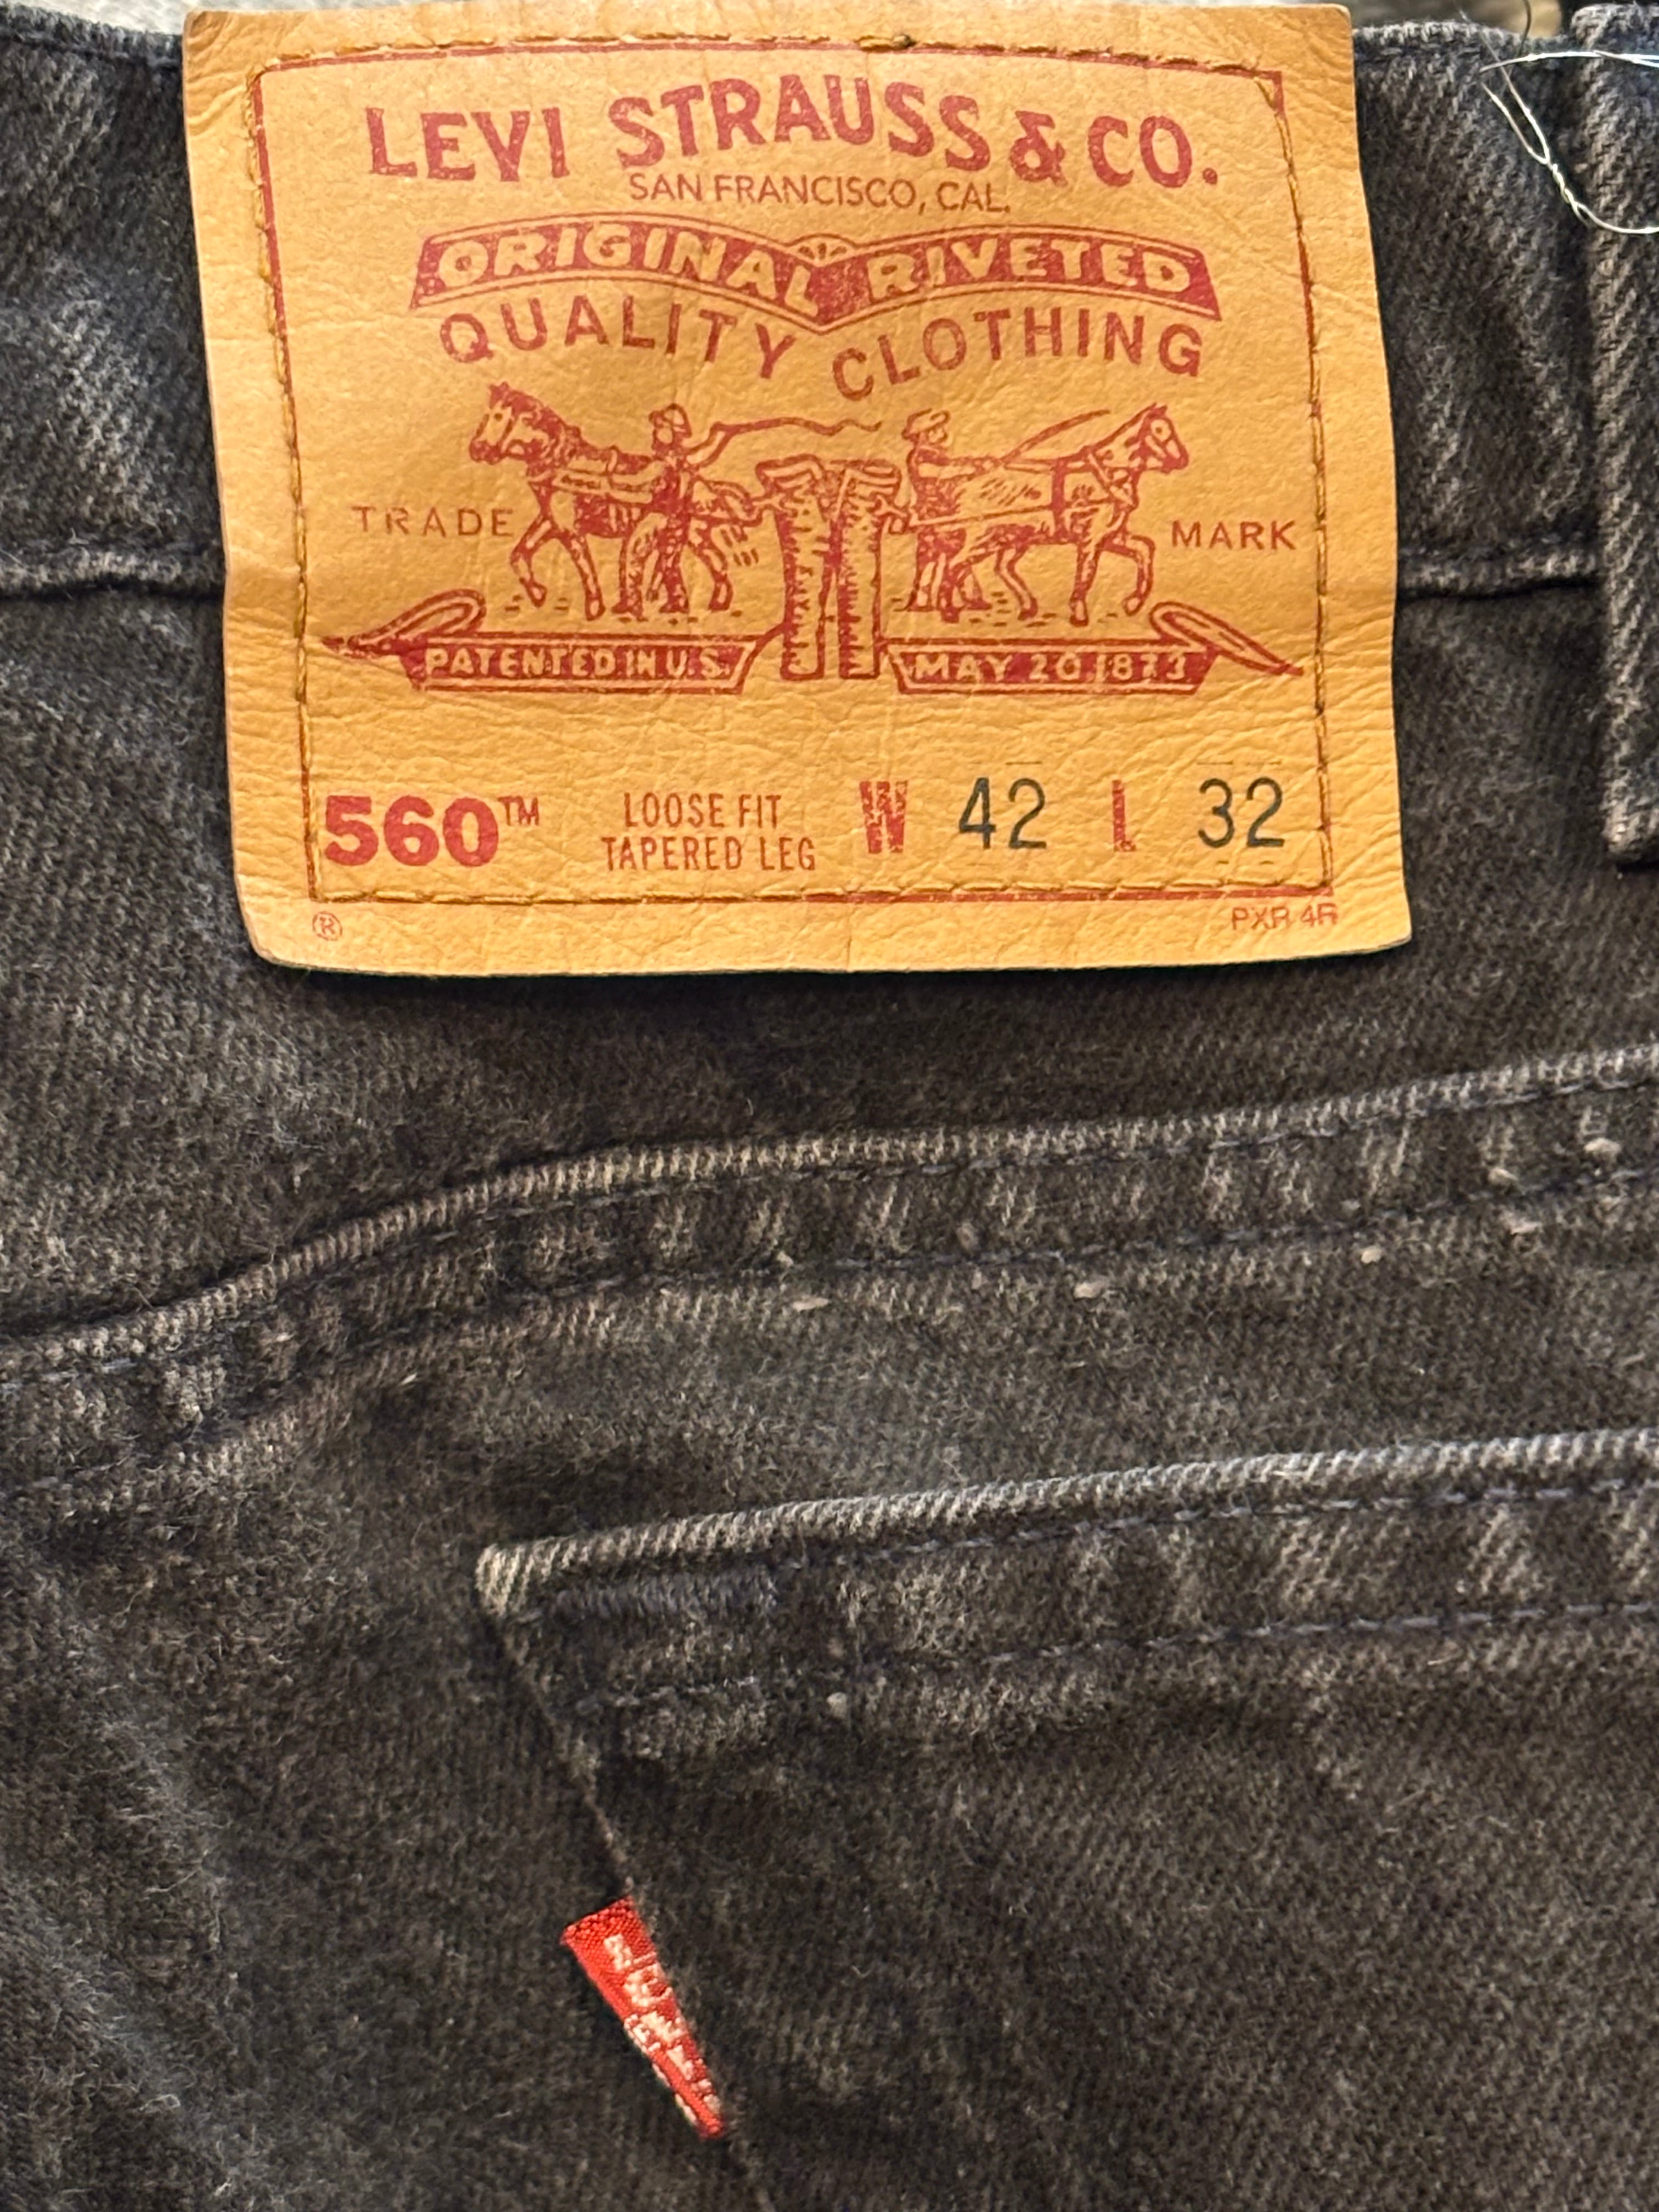 LEVI STRAUSS & CO.
SAN FRANCISCO, CAL.
ORIGINAL RIVETED
QUALITY CLOTHING
TRADE MARK
PATENTED IN U.S. MAY 20 1873
560™ LOOSE FIT TAPERED LEG W 42 L 32
® PXR 4R